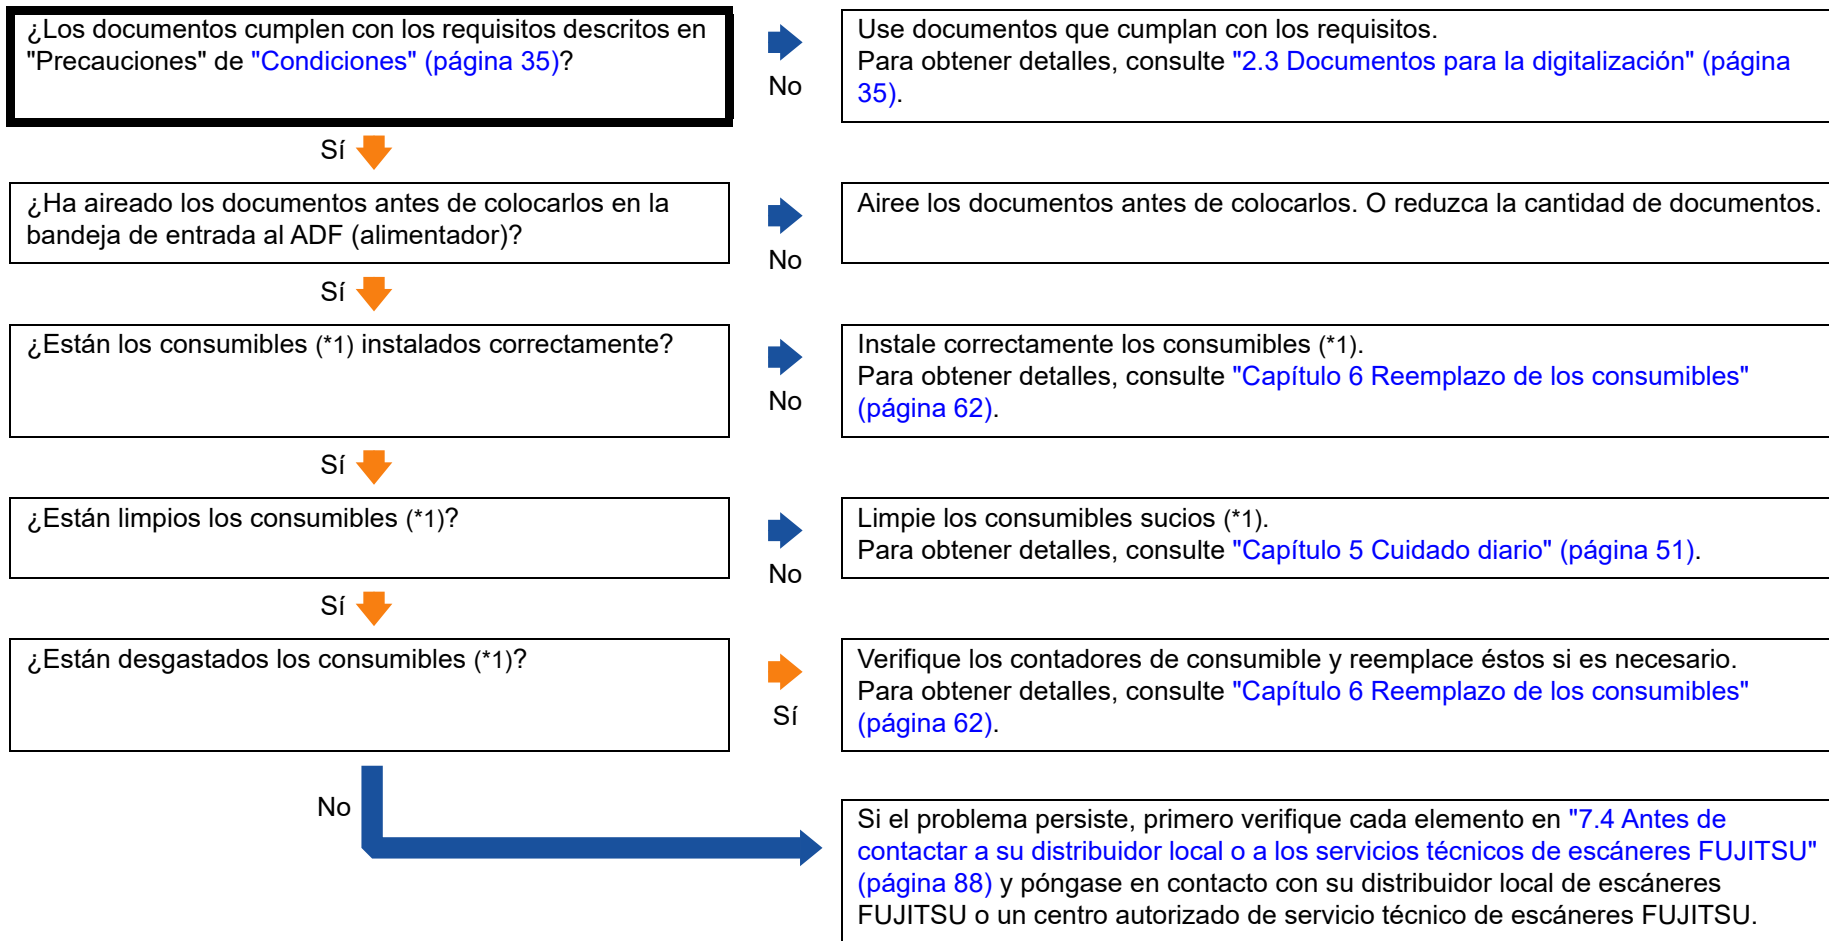 ¿Los documentos cumplen con los requisitos descritos en
"Precauciones" de "Condiciones" (página 35)?
No
Use documentos que cumplan con los requisitos.
Para obtener detalles, consulte "2.3 Documentos para la digitalización" (página
35).
Sí
¿Ha aireado los documentos antes de colocarlos en la
bandeja de entrada al ADF (alimentador)?
No
Airee los documentos antes de colocarlos. O reduzca la cantidad de documentos.
Sí
¿Están los consumibles (*1) instalados correctamente?
No
Instale correctamente los consumibles (*1).
Para obtener detalles, consulte "Capítulo 6 Reemplazo de los consumibles"
(página 62).
Sí
¿Están limpios los consumibles (*1)?
No
Limpie los consumibles sucios (*1).
Para obtener detalles, consulte "Capítulo 5 Cuidado diario" (página 51).
Sí
¿Están desgastados los consumibles (*1)?
Sí
Verifique los contadores de consumible y reemplace éstos si es necesario.
Para obtener detalles, consulte "Capítulo 6 Reemplazo de los consumibles"
(página 62).
No
Si el problema persiste, primero verifique cada elemento en "7.4 Antes de
contactar a su distribuidor local o a los servicios técnicos de escáneres FUJITSU"
(página 88) y póngase en contacto con su distribuidor local de escáneres
FUJITSU o un centro autorizado de servicio técnico de escáneres FUJITSU.